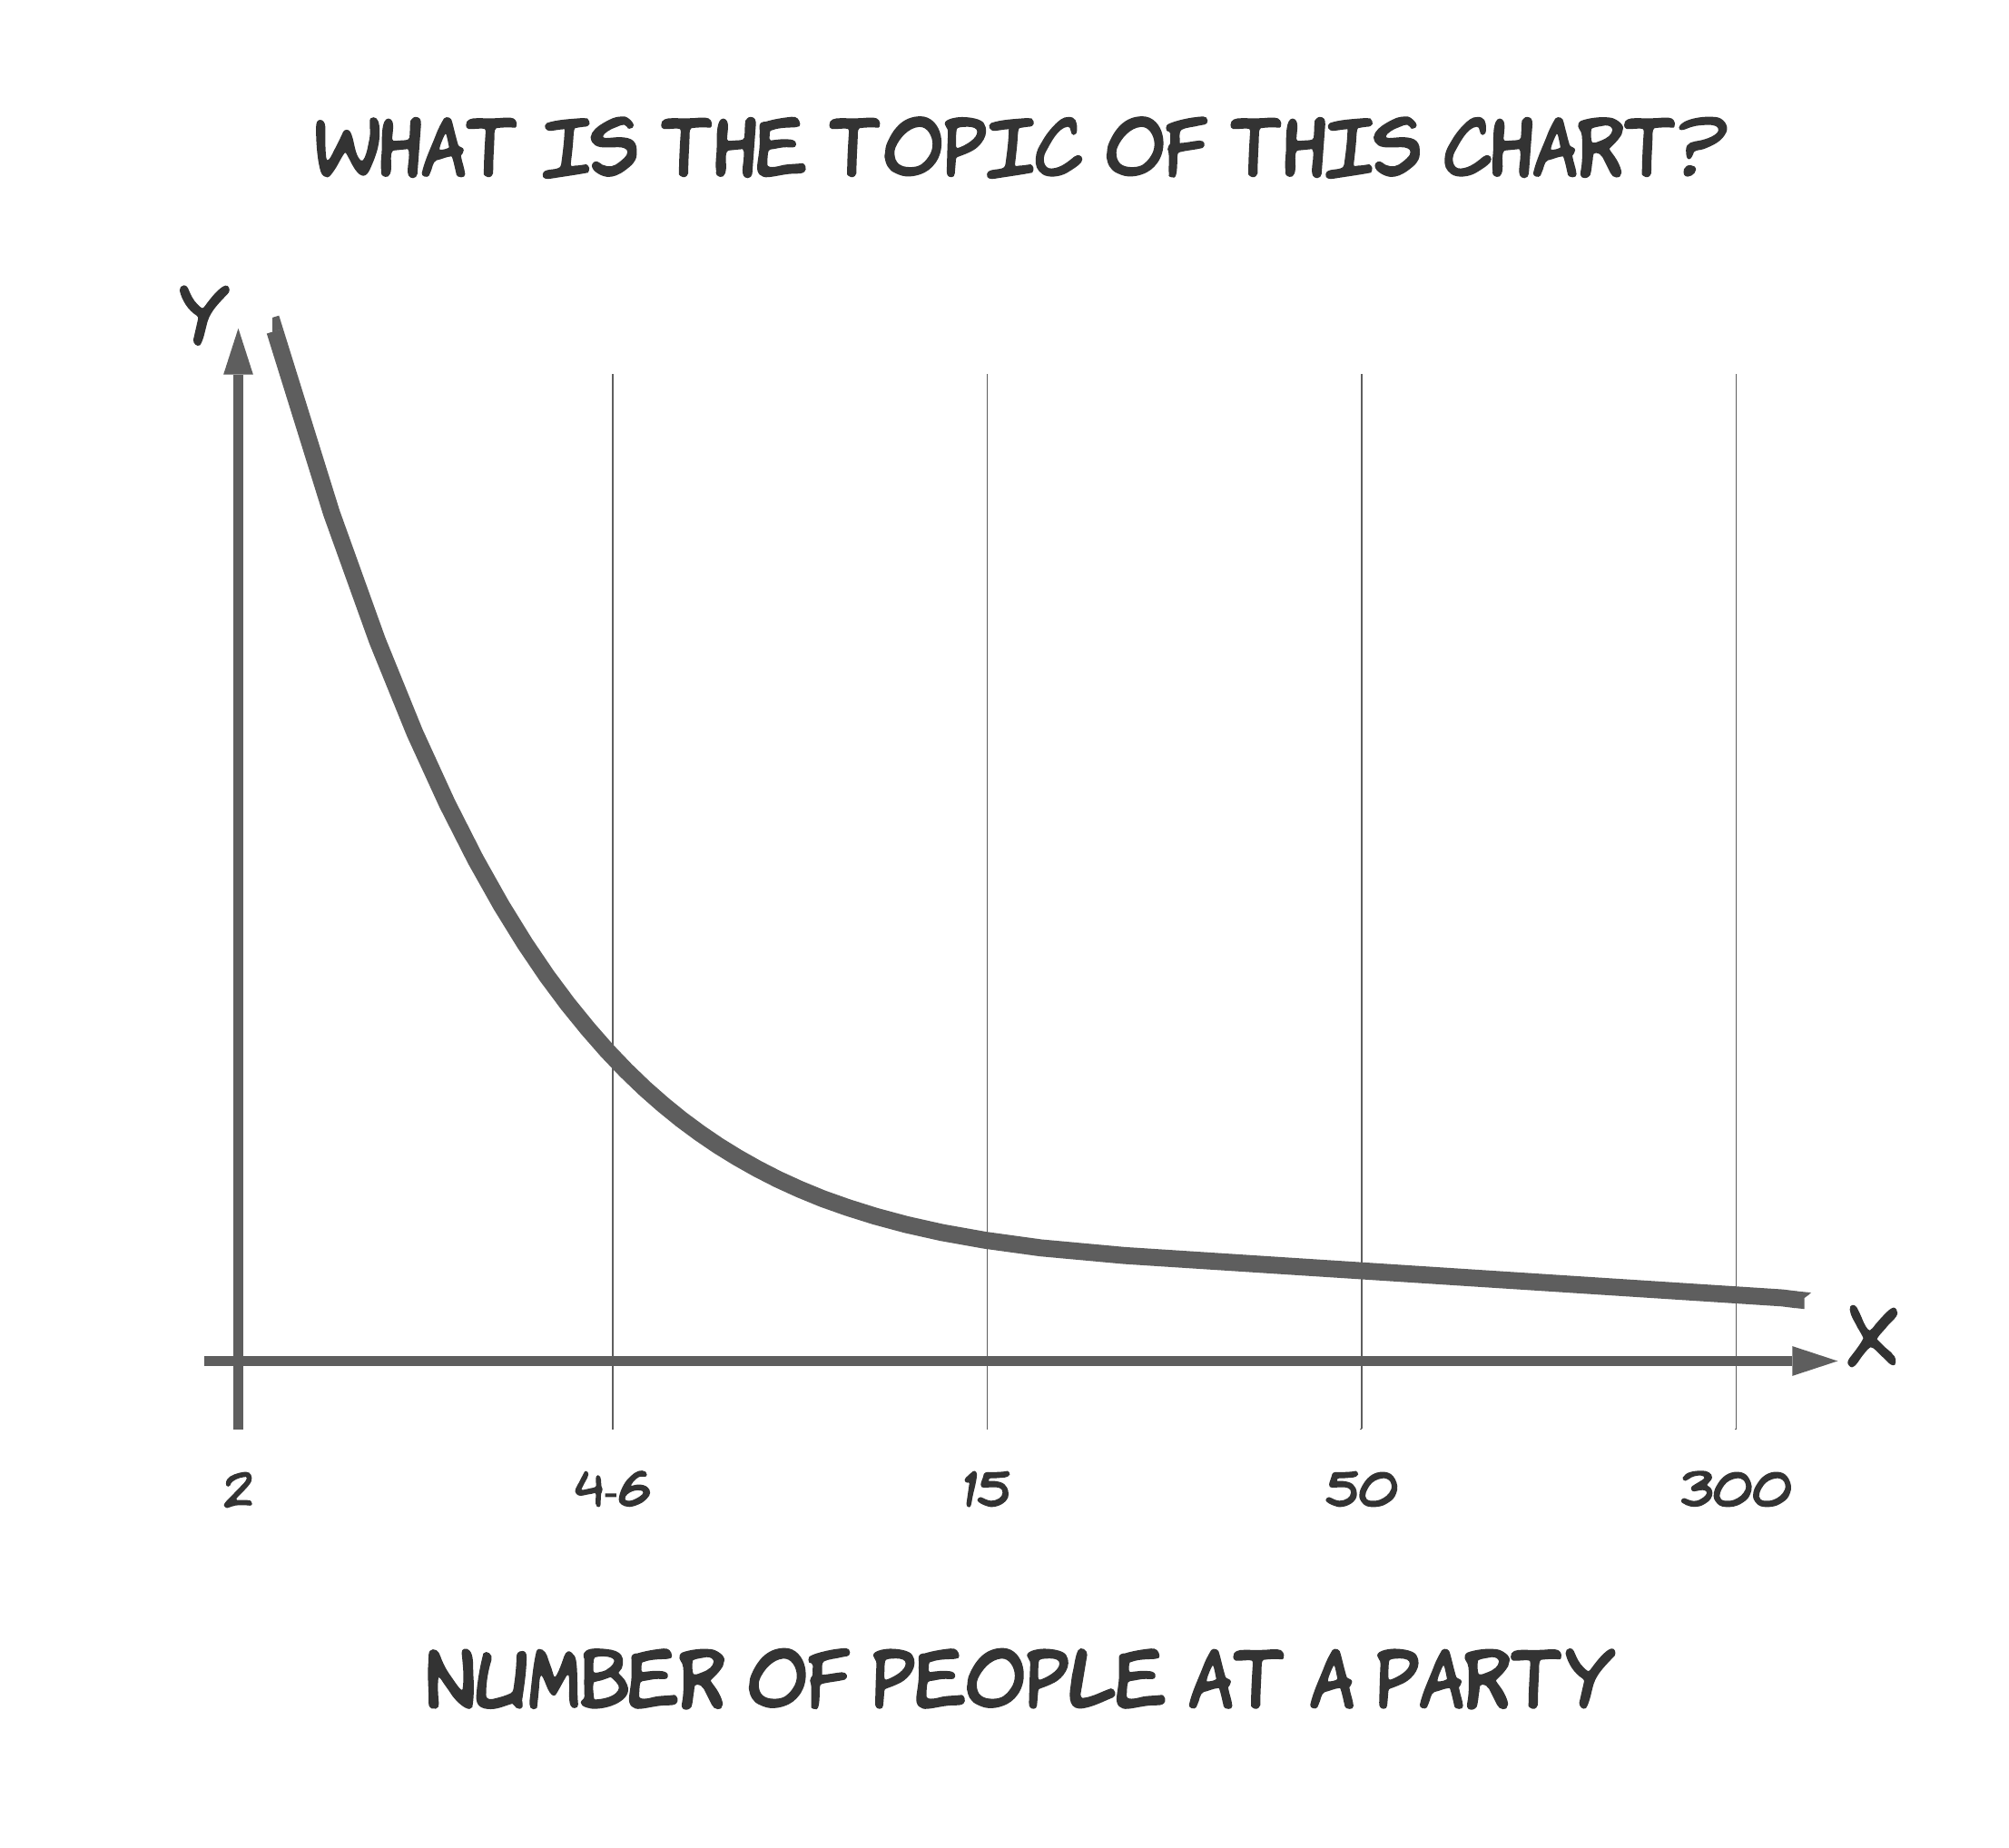 WHAT IS THE TOPIC OF THIS CHART?
Y
X
2 4-6 15 50 300
NUMBER OF PEOPLE AT A PARTY